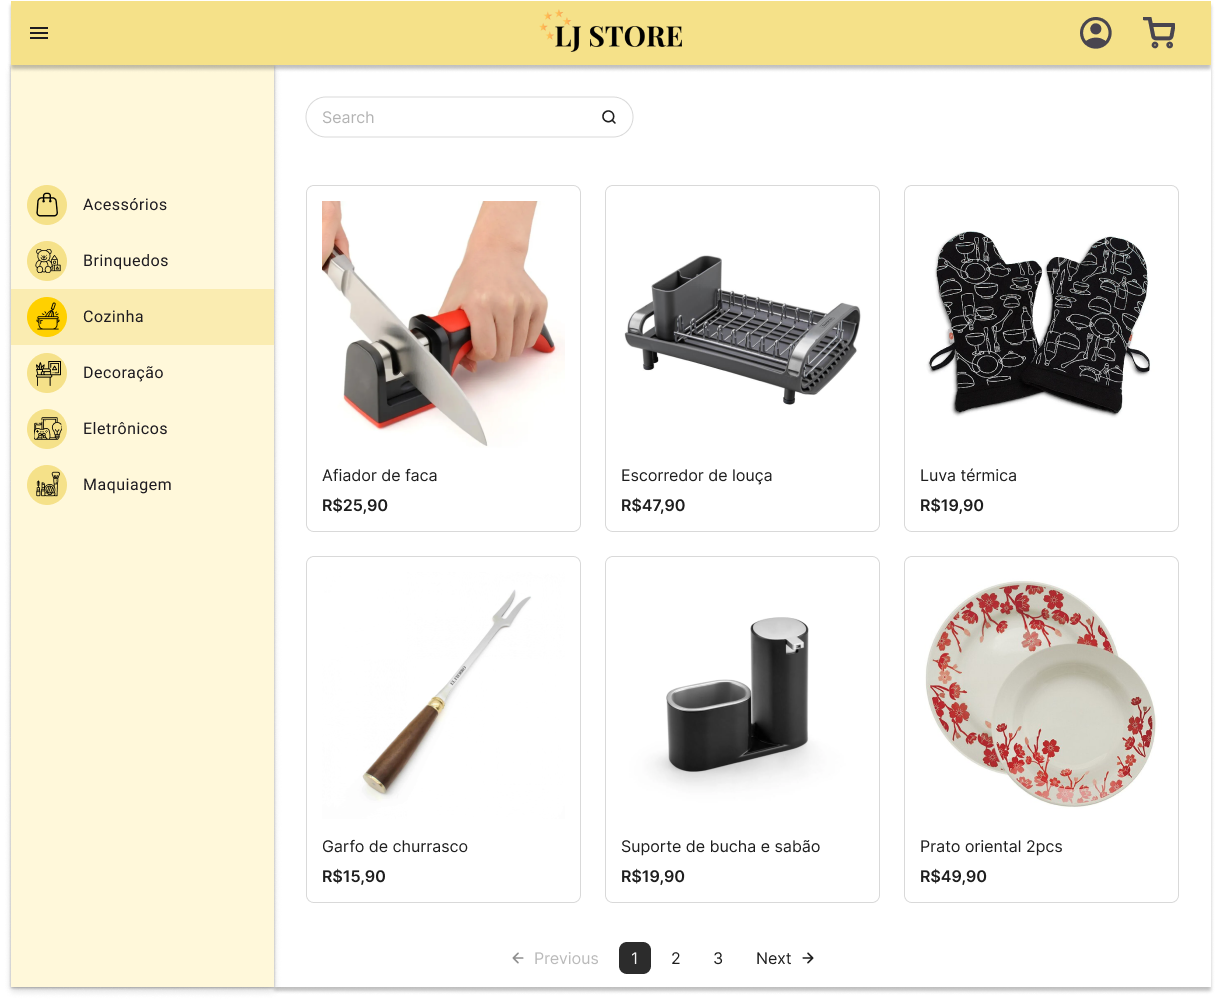 LJ STORE
Search
Acessórios
Brinquedos
Cozinha
Decoração
Eletrônicos
Maquiagem
Afiador de faca
R$25,90
Escorredor de louça
R$47,90
Luva térmica
R$19,90
Garfo de churrasco
R$15,90
Suporte de bucha e sabão
R$19,90
Prato oriental 2pcs
R$49,90
Previous 1 2 3 Next